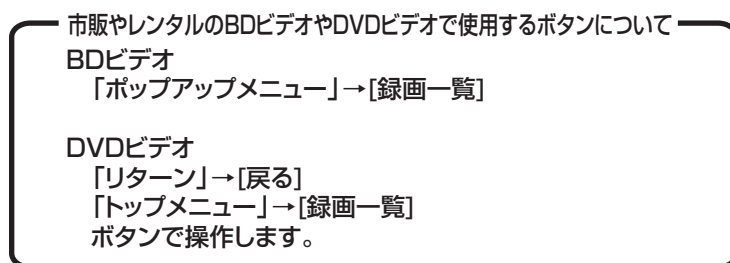 市販やレンタルのBDビデオやDVDビデオで使用するボタンについて
BDビデオ
「ポップアップメニュー」→[録画一覧]
DVDビデオ
「リターン」→[戻る]
「トップメニュー」→[録画一覧]
ボタンで操作します。